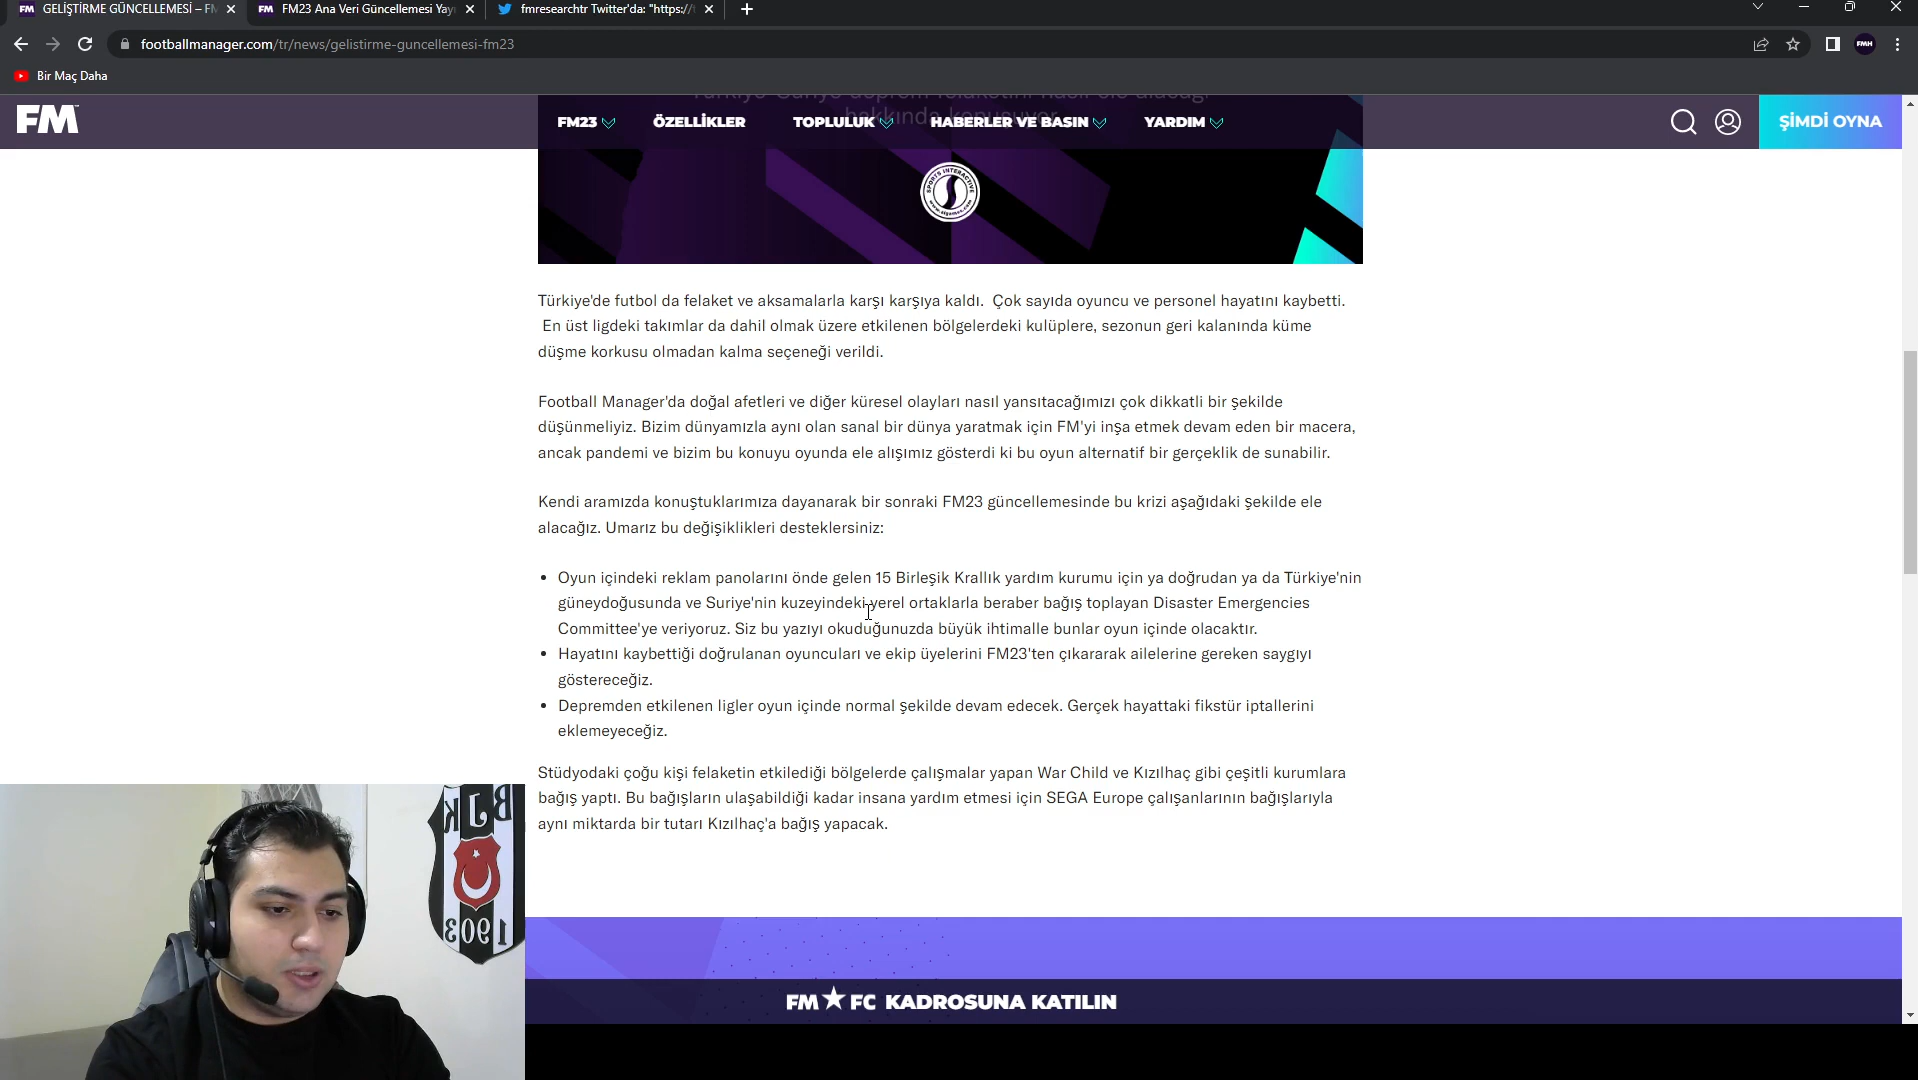 GELİŞTİRME GÜNCELLEMESİ – F
FM23 Ana Veri Güncellemesi Yay
fmresearchtr Twitter'da: "https:/
footballmanager.com/tr/news/gelistirme-guncellemesi-fm23
FMH
Bir Maç Daha
Türkiye-Suriye deprem felaketini nasıl ele alacağı
hakkında konuşuyor
FM
FM23
ÖZELLİKLER
TOPLULUK
HABERLER VE BASIN
YARDIM
ŞİMDİ OYNA
SPORTS INTERACTIVE
www.sigames.com
Türkiye'de futbol da felaket ve aksamalarla karşı karşıya kaldı. Çok sayıda oyuncu ve personel hayatını kaybetti.
En üst ligdeki takımlar da dahil olmak üzere etkilenen bölgelerdeki kulüplere, sezonun geri kalanında küme
düşme korkusu olmadan kalma seçeneği verildi.
Football Manager'da doğal afetleri ve diğer küresel olayları nasıl yansıtacağımızı çok dikkatli bir şekilde
düşünmeliyiz. Bizim dünyamızla aynı olan sanal bir dünya yaratmak için FM'yi inşa etmek devam eden bir macera,
ancak pandemi ve bizim bu konuyu oyunda ele alışımız gösterdi ki bu oyun alternatif bir gerçeklik de sunabilir.
Kendi aramızda konuştuklarımıza dayanarak bir sonraki FM23 güncellemesinde bu krizi aşağıdaki şekilde ele
alacağız. Umarız bu değişiklikleri desteklersiniz:
• Oyun içindeki reklam panolarını önde gelen 15 Birleşik Krallık yardım kurumu için ya doğrudan ya da Türkiye'nin
güneydoğusunda ve Suriye'nin kuzeyindeki yerel ortaklarla beraber bağış toplayan Disaster Emergencies
Committee'ye veriyoruz. Siz bu yazıyı okuduğunuzda büyük ihtimalle bunlar oyun içinde olacaktır.
• Hayatını kaybettiği doğrulanan oyuncuları ve ekip üyelerini FM23'ten çıkararak ailelerine gereken saygıyı
göstereceğiz.
• Depremden etkilenen ligler oyun içinde normal şekilde devam edecek. Gerçek hayattaki fikstür iptallerini
eklemeyeceğiz.
Stüdyodaki çoğu kişi felaketin etkilediği bölgelerde çalışmalar yapan War Child ve Kızılhaç gibi çeşitli kurumlara
bağış yaptı. Bu bağışların ulaşabildiği kadar insana yardım etmesi için SEGA Europe çalışanlarının bağışlarıyla
aynı miktarda bir tutarı Kızılhaç'a bağış yapacak.
BJK
1903
FM★FC KADROSUNA KATILIN